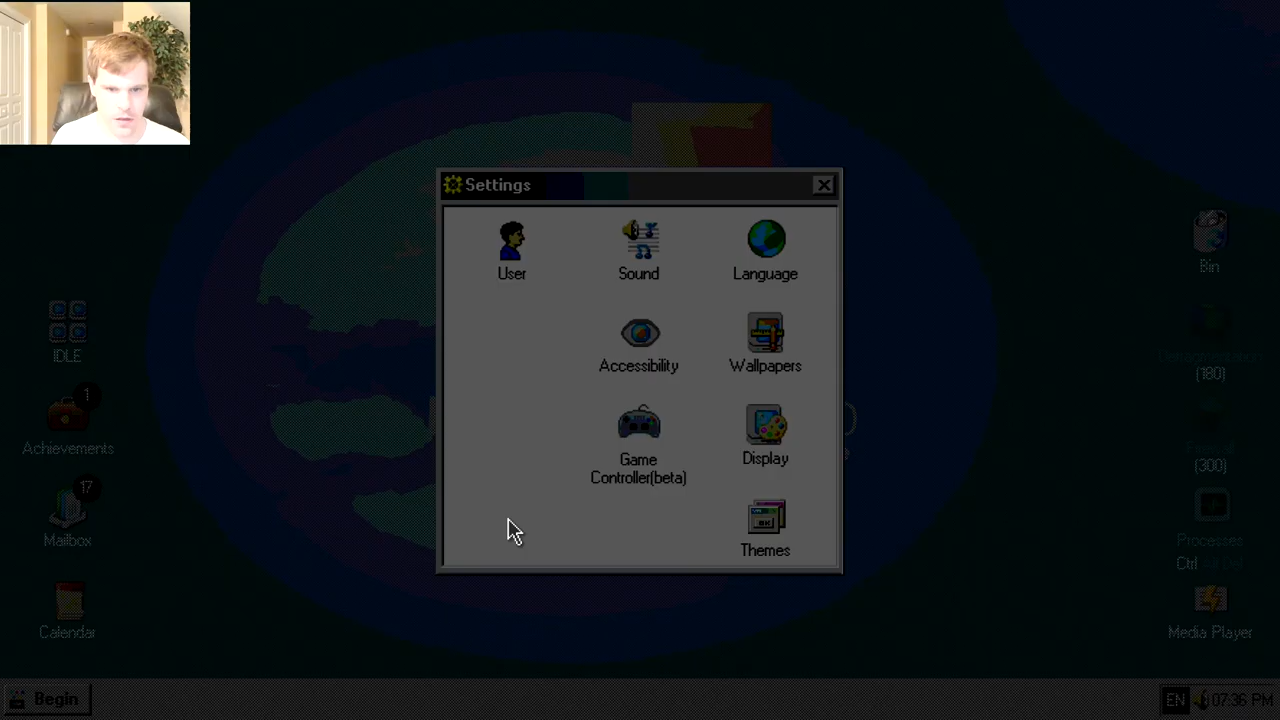 Settings
User
Sound
Language
Accessibility
Wallpapers
Game
Controller(beta)
Display
Themes
IDLE
1
Achievements
17
Mailbox
Calendar
Bin
(180)
(300)
Processes
Ctrl
Media Player
Begin
EN
07:36 PM